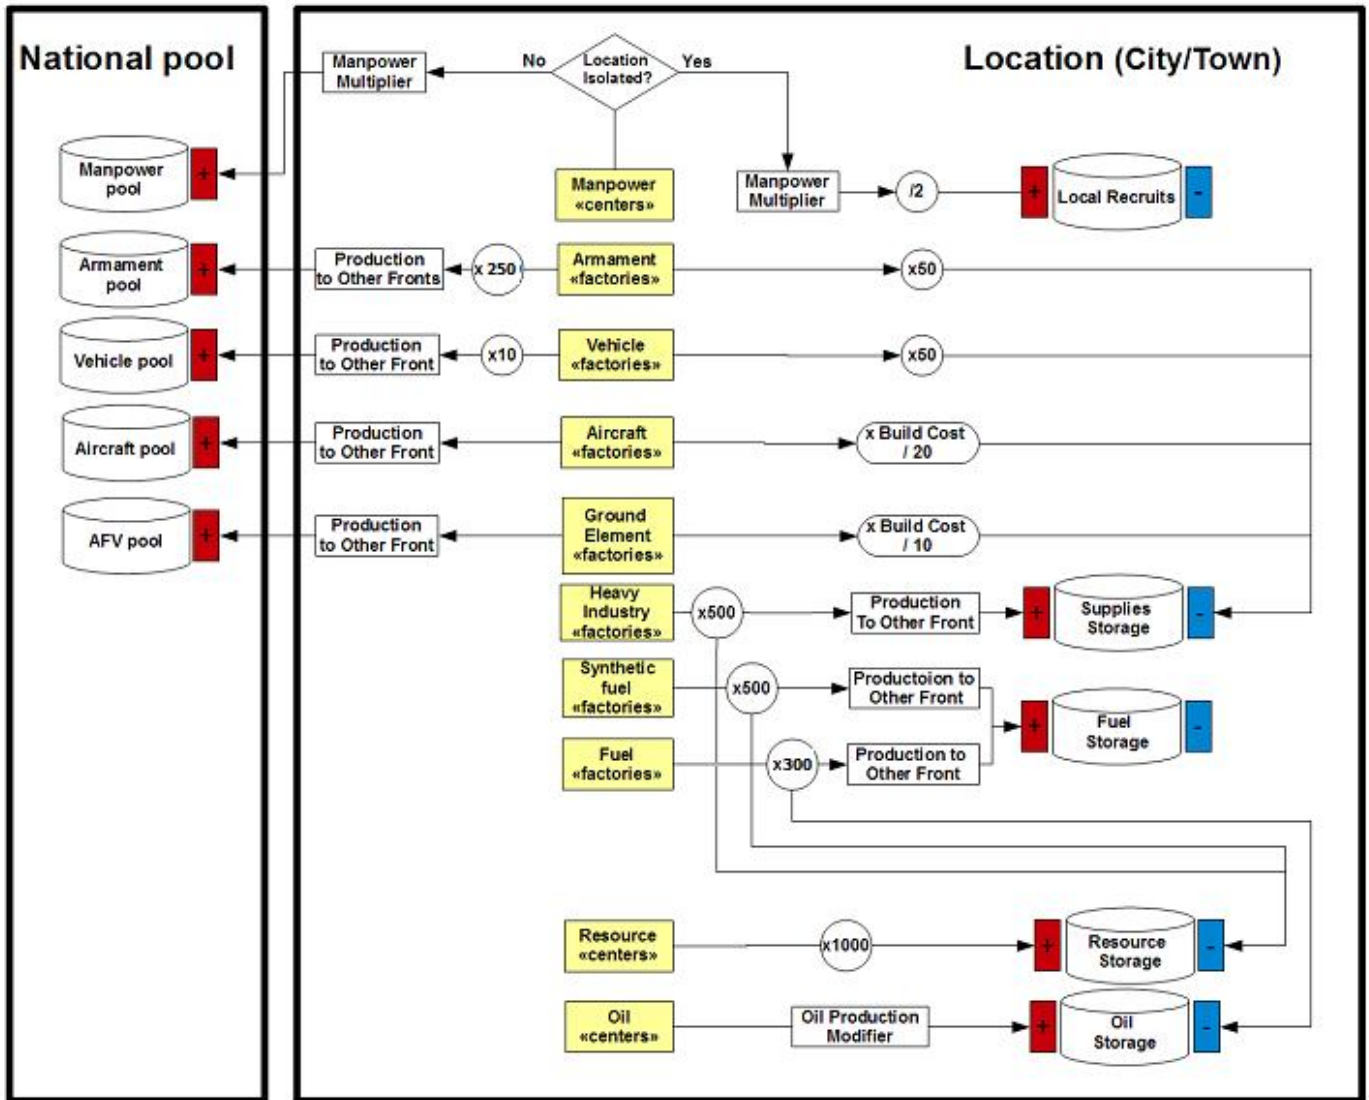 National pool
Location (City/Town)
Manpower
Multiplier
No
Location
Isolated?
Yes
Manpower
pool
+
Manpower
«centers»
Manpower
Multiplier
/2
+
Local Recruits
-
Armament
pool
+
Production
to Other Fronts
x 250
Armament
«factories»
x50
Vehicle pool
+
Production
to Other Front
x10
Vehicle
«factories»
x50
Aircraft pool
+
Production
to Other Front
Aircraft
«factories»
x Build Cost
/ 20
AFV pool
+
Production
to Other Front
Ground
Element
«factories»
x Build Cost
/ 10
Heavy
Industry
«factories»
x500
Production
To Other Front
+
Supplies
Storage
-
Synthetic
fuel
«factories»
x500
Productoion to
Other Front
+
Fuel
Storage
-
Fuel
«factories»
x300
Production to
Other Front
Resource
«centers»
x1000
+
Resource
Storage
-
Oil
«centers»
Oil Production
Modifier
+
Oil
Storage
-